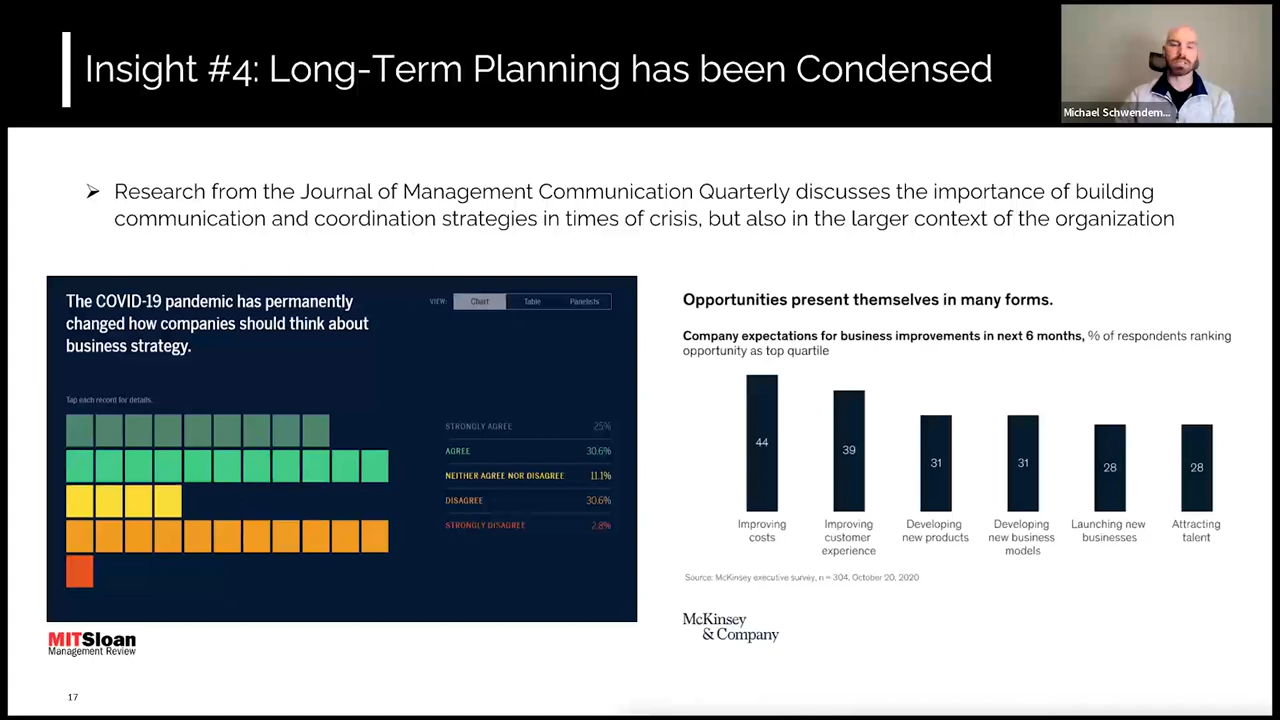 Insight #4: Long-Term Planning has been Condensed
Michael Schwendem...
➢ Research from the Journal of Management Communication Quarterly discusses the importance of building
communication and coordination strategies in times of crisis, but also in the larger context of the organization
The COVID-19 pandemic has permanently
changed how companies should think about
business strategy.
VIEW: Chart Table Panelists
Tap each record for details.
STRONGLY AGREE 25%
AGREE 30.6%
NEITHER AGREE NOR DISAGREE 11.1%
DISAGREE 30.6%
STRONGLY DISAGREE 2.8%
MITSloan
Management Review
Opportunities present themselves in many forms.
Company expectations for business improvements in next 6 months, % of respondents ranking
opportunity as top quartile
44 39 31 31 28 28
Improving Improving Developing Developing Launching new Attracting
costs customer new products new business businesses talent
experience models
Source: McKinsey executive survey, n = 304, October 20, 2020
McKinsey
& Company
17